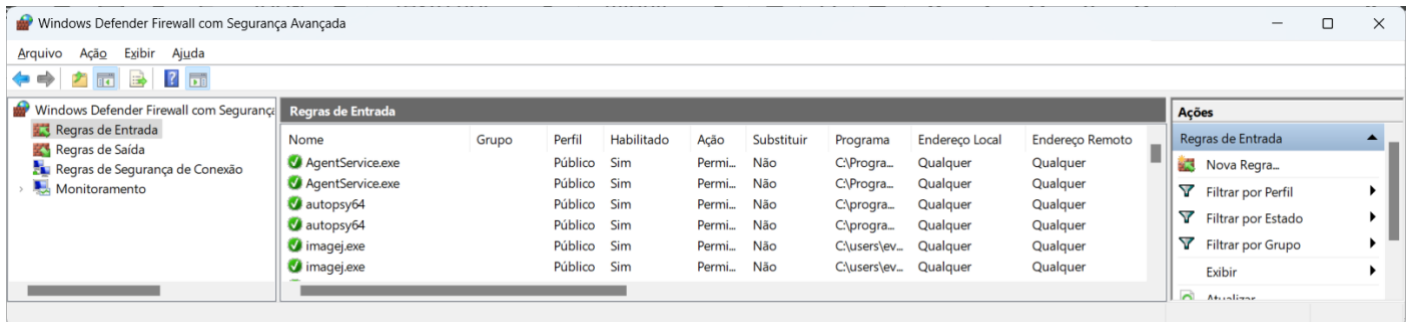 Windows Defender Firewall com Segurança Avançada
Arquivo Ação Exibir Ajuda
Windows Defender Firewall com Segurança
Regras de Entrada
Regras de Saída
Regras de Segurança de Conexão
Monitoramento
Regras de Entrada
Nome Grupo Perfil Habilitado Ação Substituir Programa Endereço Local Endereço Remoto
AgentService.exe Público Sim Permi... Não C:\Progra... Qualquer Qualquer
AgentService.exe Público Sim Permi... Não C:\Progra... Qualquer Qualquer
autopsy64 Público Sim Permi... Não C:\progra... Qualquer Qualquer
autopsy64 Público Sim Permi... Não C:\progra... Qualquer Qualquer
imagej.exe Público Sim Permi... Não C:\users\ev... Qualquer Qualquer
imagej.exe Público Sim Permi... Não C:\users\ev... Qualquer Qualquer
Ações
Regras de Entrada
Nova Regra...
Filtrar por Perfil
Filtrar por Estado
Filtrar por Grupo
Exibir
Atualizar